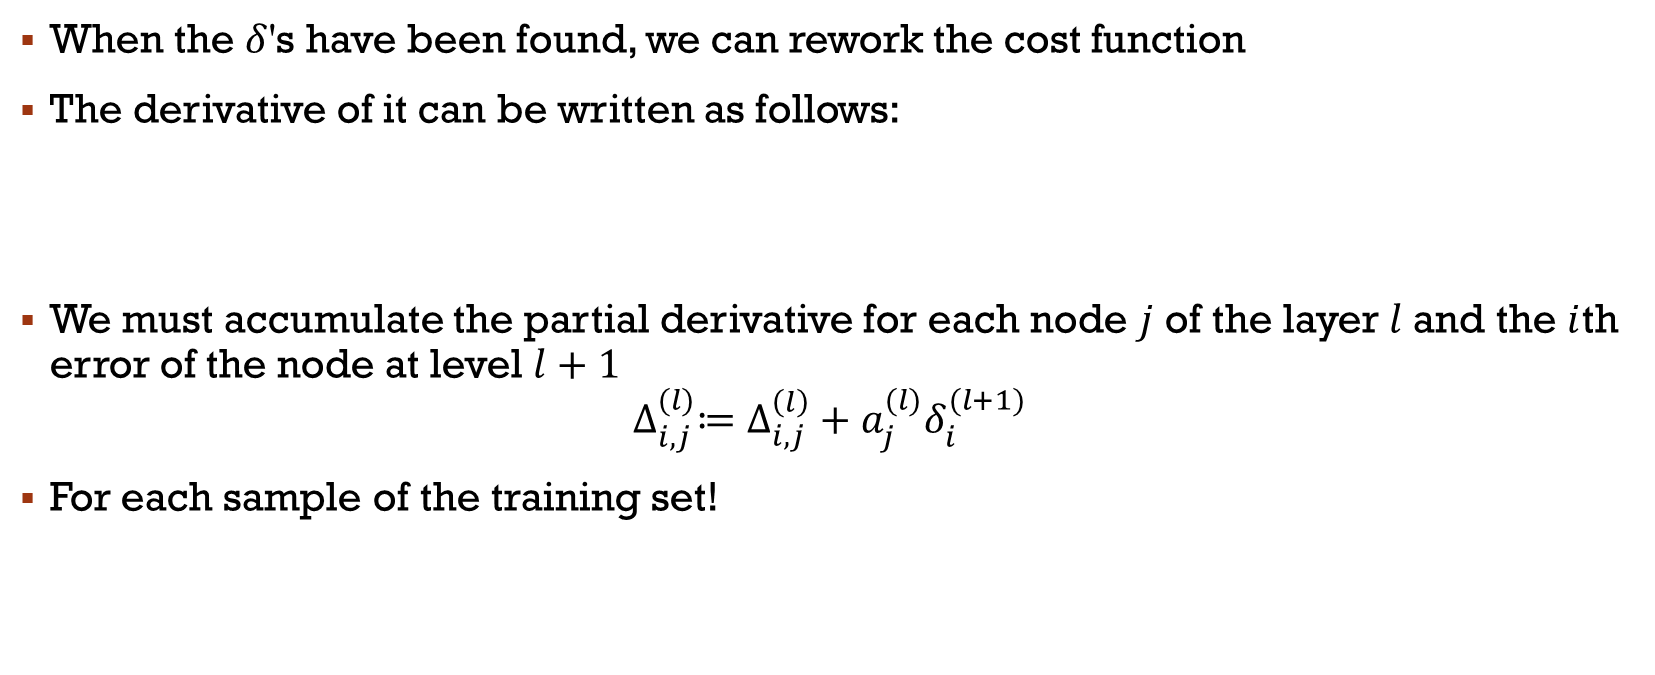 ▪ When the 𝛿's have been found, we can rework the cost function
▪ The derivative of it can be written as follows:
▪ We must accumulate the partial derivative for each node 𝑗 of the layer 𝑙 and the 𝑖th
error of the node at level 𝑙 + 1
Δ_{i,j}^{(l)} := Δ_{i,j}^{(l)} + a_j^{(l)} δ_i^{(l+1)}
▪ For each sample of the training set!